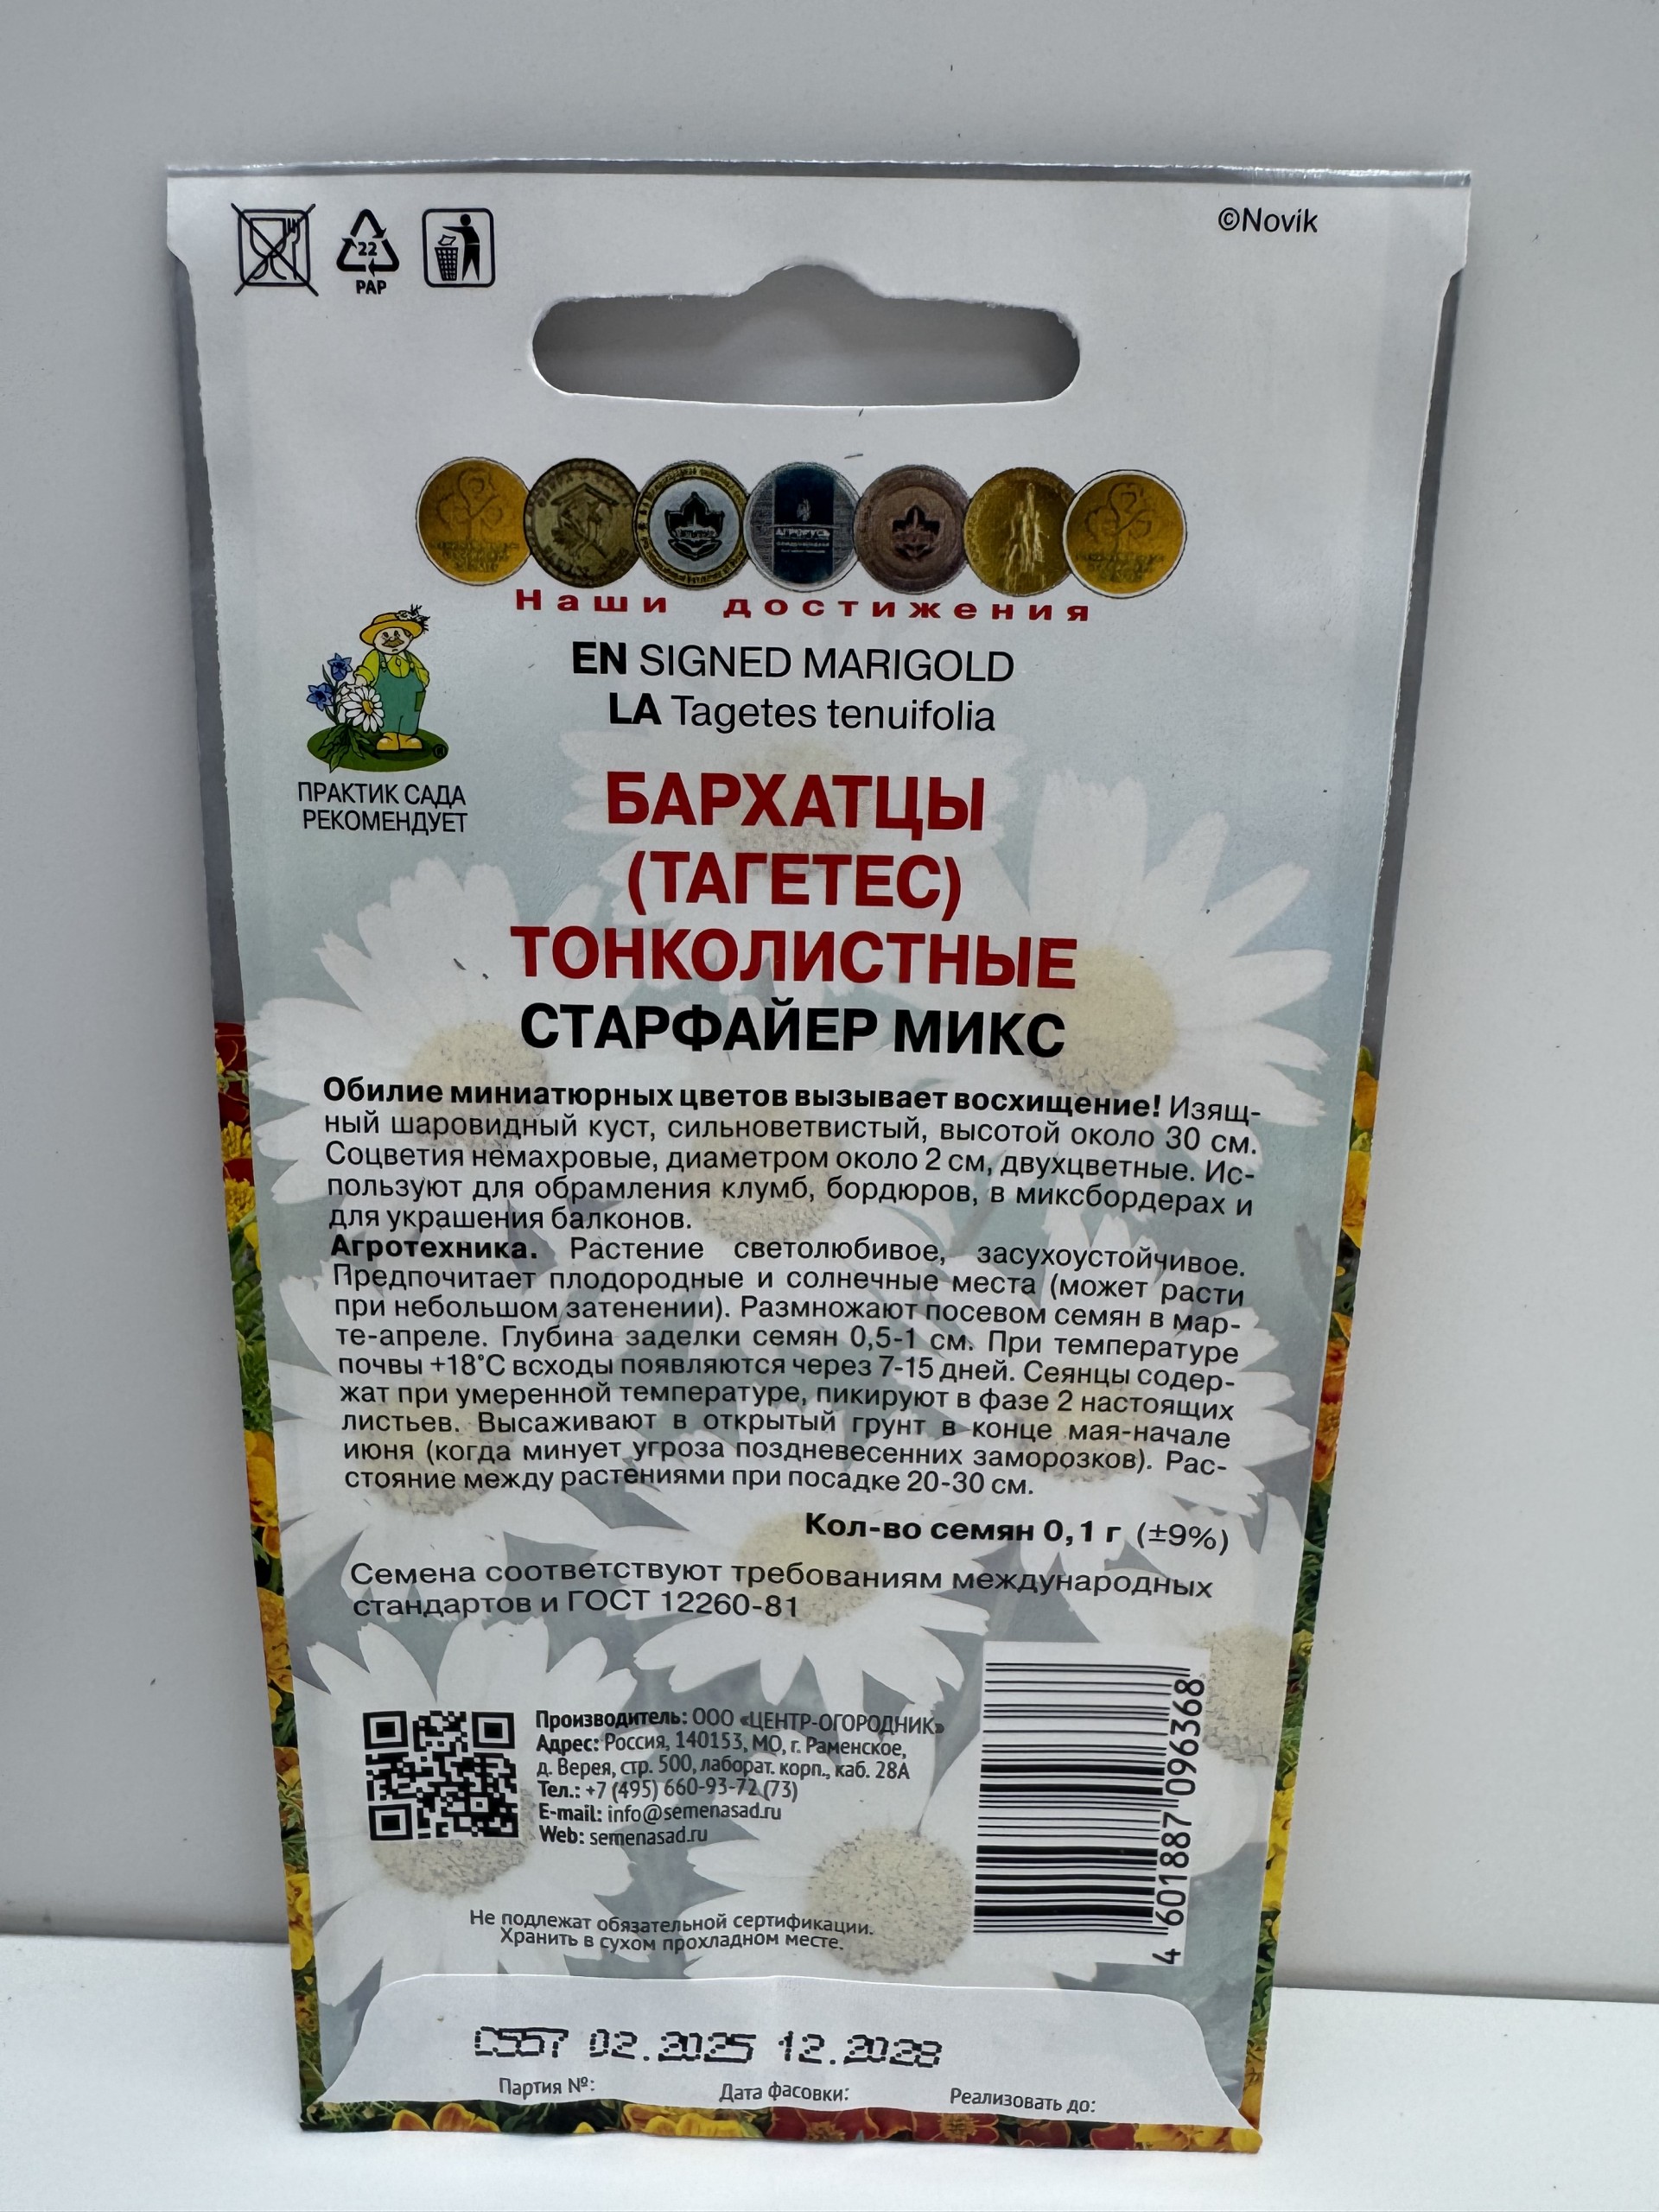 ©Novik
22
PAP
АГРОРУСЬ
Наши достижения
EN SIGNED MARIGOLD
LA Tagetes tenuifolia
ПРАКТИК САДА
РЕКОМЕНДУЕТ
®
БАРХАТЦЫ
(ТАГЕТЕС)
ТОНКОЛИСТНЫЕ
СТАРФАЙЕР МИКС
Обилие миниатюрных цветов вызывает восхищение! Изящ-
ный шаровидный куст, сильноветвистый, высотой около 30 см.
Соцветия немахровые, диаметром около 2 см, двухцветные. Ис-
пользуют для обрамления клумб, бордюров, в миксбордерах и
для украшения балконов.
Агротехника. Растение светолюбивое, засухоустойчивое.
Предпочитает плодородные и солнечные места (может расти
при небольшом затенении). Размножают посевом семян в мар-
те-апреле. Глубина заделки семян 0,5-1 см. При температуре
почвы +18°С всходы появляются через 7-15 дней. Сеянцы содер-
жат при умеренной температуре, пикируют в фазе 2 настоящих
листьев. Высаживают в открытый грунт в конце мая-начале
июня (когда минует угроза поздневесенних заморозков). Рас-
стояние между растениями при посадке 20-30 см.
Кол-во семян 0,1 г (±9%)
Семена соответствуют требованиям международных
стандартов и ГОСТ 12260-81
Производитель: ООО «ЦЕНТР-ОГОРОДНИК»
Адрес: Россия, 140153, МО, г. Раменское,
д. Верея, стр. 500, лаборат. корп., каб. 28А
Тел.: +7 (495) 660-93-72 (73)
E-mail: info@semenasad.ru
Web: semenasad.ru
4 601887 096368
Не подлежат обязательной сертификации.
Хранить в сухом прохладном месте.
С557 02.2025 12.2028
Партия №: Дата фасовки: Реализовать до: